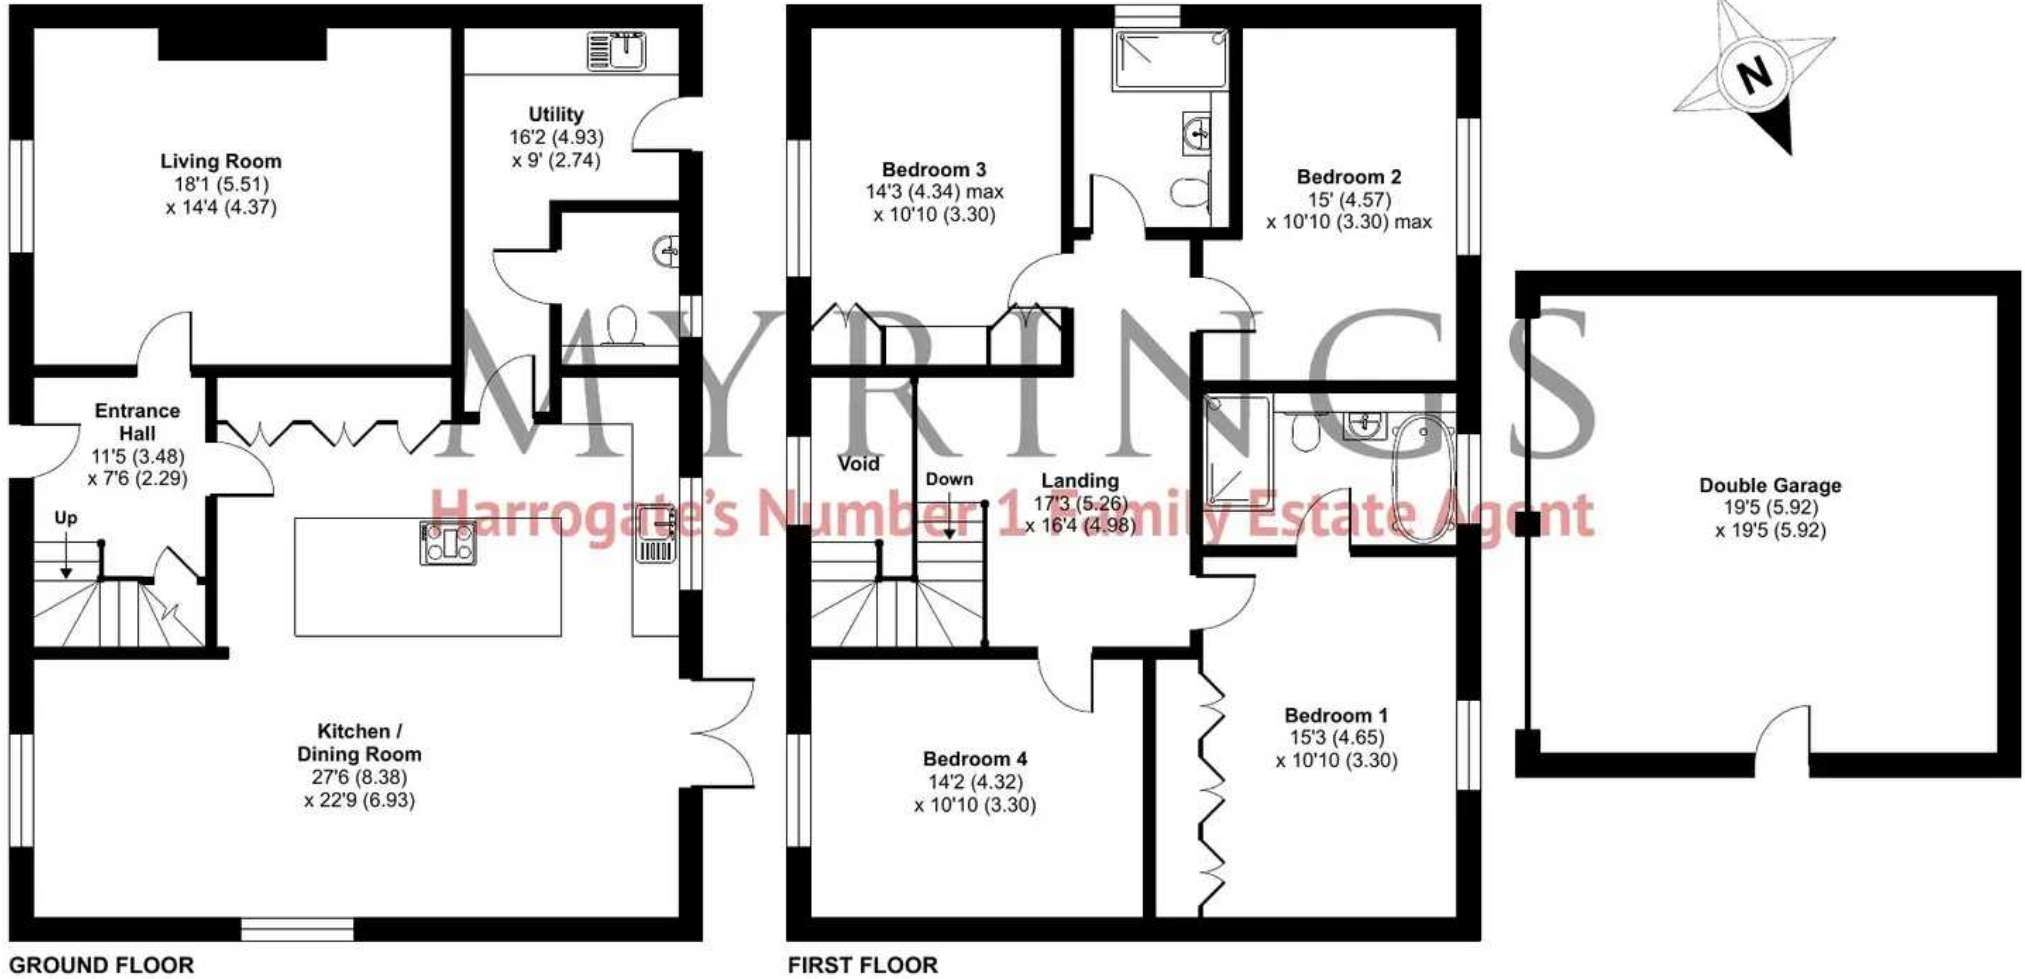 Living Room
18'1 (5.51)
x 14'4 (4.37)
Utility
16'2 (4.93)
x 9' (2.74)
Entrance
Hall
11'5 (3.48)
x 7'6 (2.29)
Up
Kitchen /
Dining Room
27'6 (8.38)
x 22'9 (6.93)
GROUND FLOOR
Bedroom 3
14'3 (4.34) max
x 10'10 (3.30)
Bedroom 2
15' (4.57)
x 10'10 (3.30) max
Void
Down
Landing
17'3 (5.26)
x 16'4 (4.98)
Bedroom 4
14'2 (4.32)
x 10'10 (3.30)
Bedroom 1
15'3 (4.65)
x 10'10 (3.30)
FIRST FLOOR
N
Double Garage
19'5 (5.92)
x 19'5 (5.92)
MYRINGS
Harrogate's Number 1 Family Estate Agent